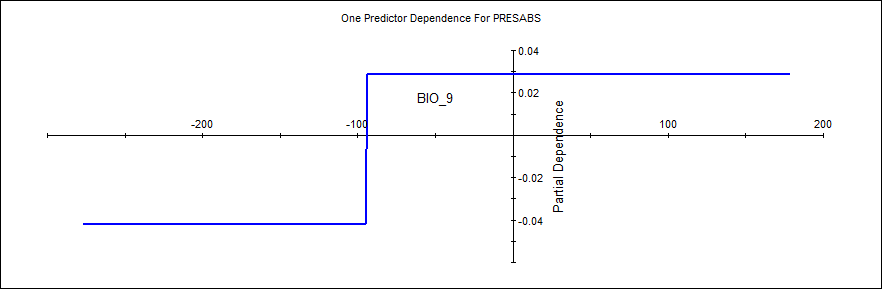 One Predictor Dependence For PRESABS
0.04
0.02
BIO_9
-200
-100
100
200
Partial Dependence
-0.02
-0.04